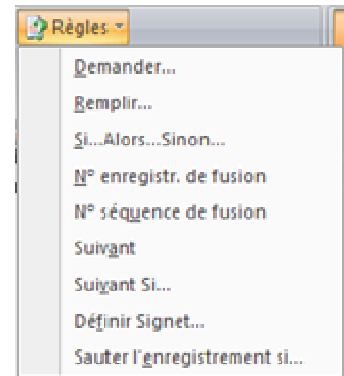 Règles
Demander...
Remplir...
Si...Alors...Sinon...
N° enregistr. de fusion
N° séquence de fusion
Suivant
Suivant Si...
Définir Signet...
Sauter l'enregistrement si...